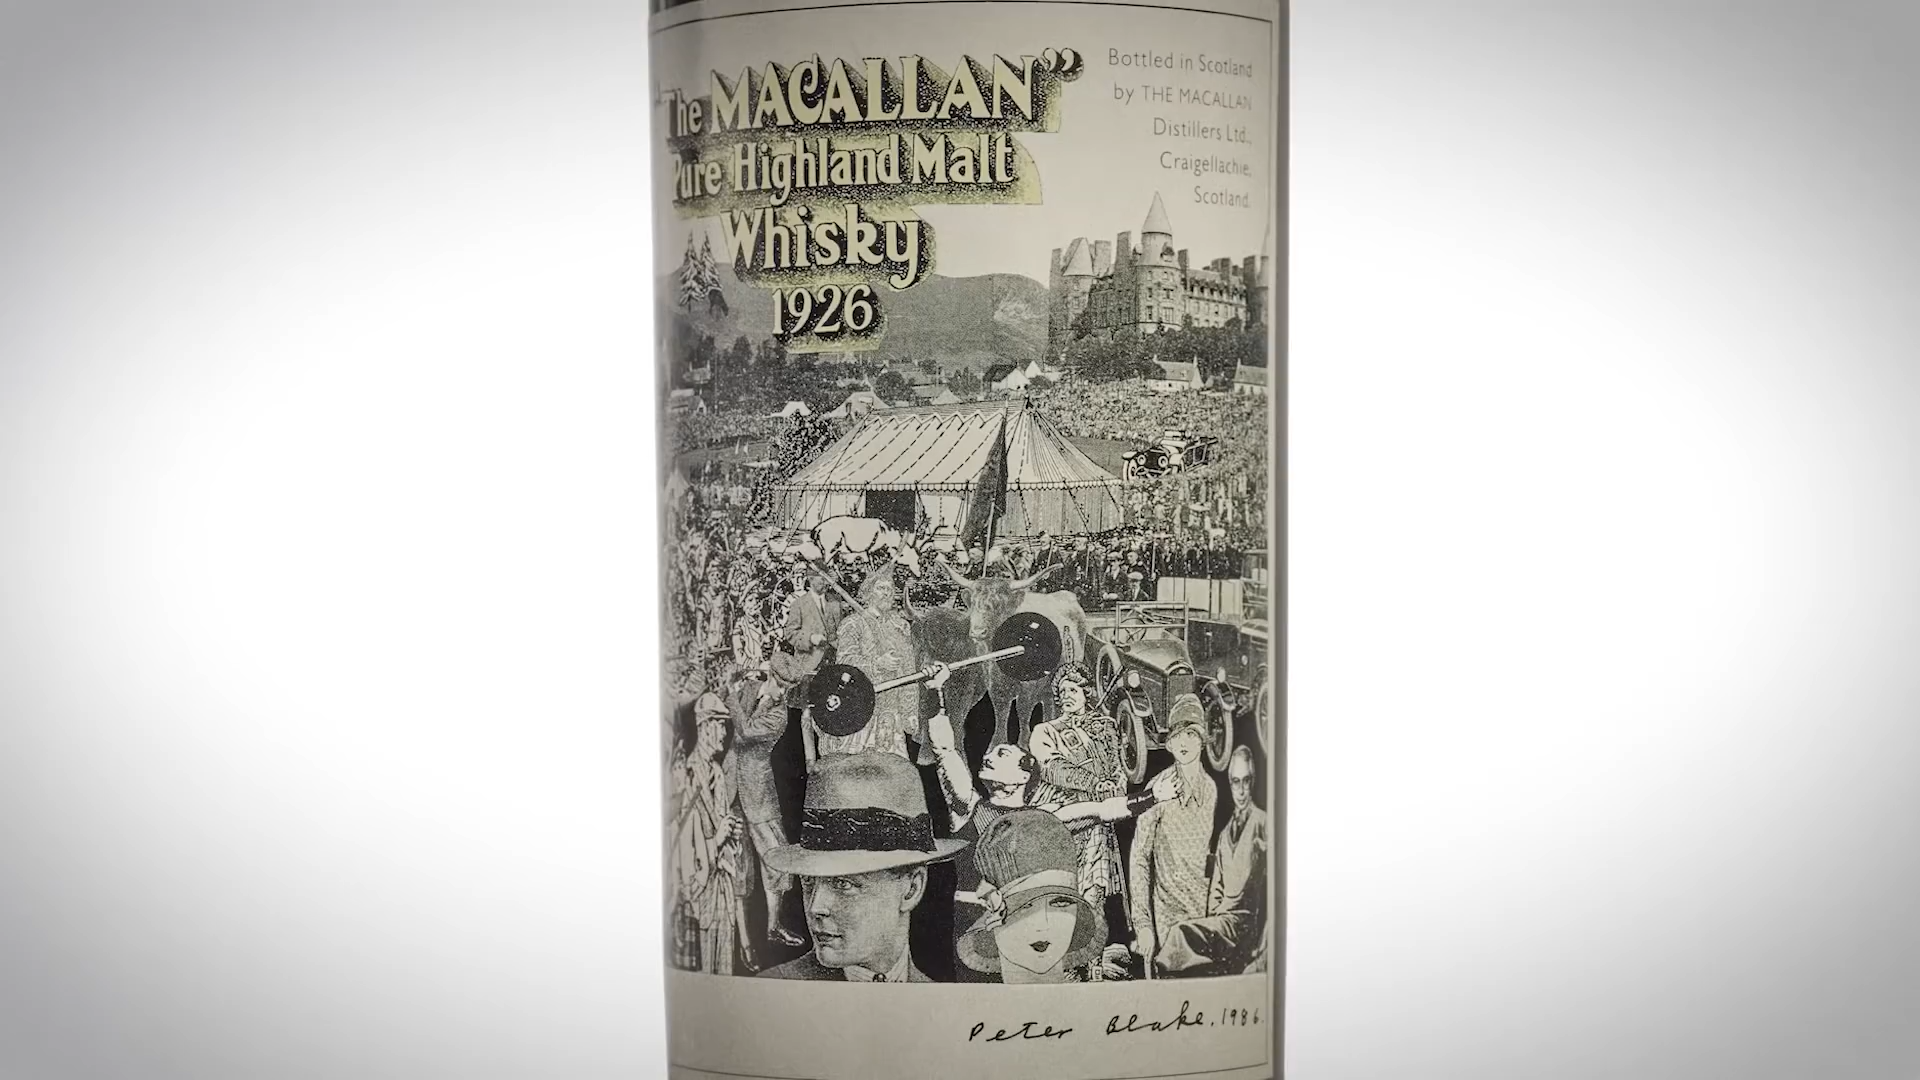 "The MACALLAN"
Pure Highland Malt
Whisky
1926
Bottled in Scotland
by THE MACALLAN
Distillers Ltd.,
Craigellachie,
Scotland.
Peter Blake. 1986.